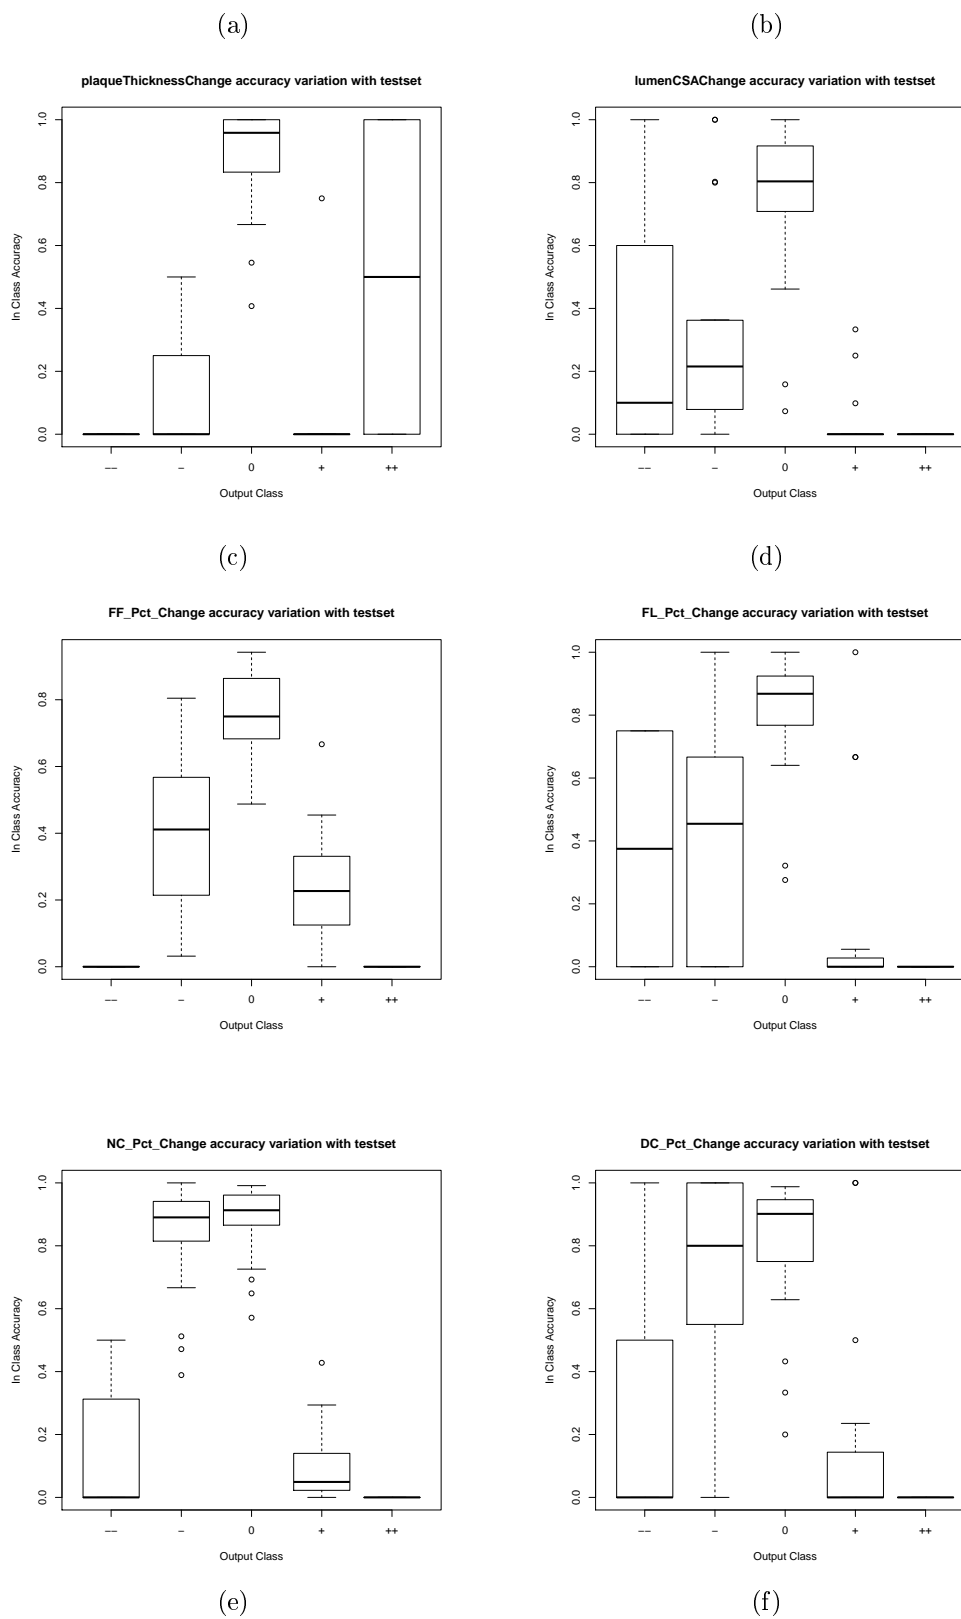 (a)
(b)
plaqueThicknessChange accuracy variation with testset
In Class Accuracy
1.0
0.8
0.6
0.4
0.2
0.0
-- - 0 + ++
Output Class
lumenCSAChange accuracy variation with testset
In Class Accuracy
1.0
0.8
0.6
0.4
0.2
0.0
-- - 0 + ++
Output Class
(c)
(d)
FF_Pct_Change accuracy variation with testset
In Class Accuracy
0.8
0.6
0.4
0.2
0.0
-- - 0 + ++
Output Class
FL_Pct_Change accuracy variation with testset
In Class Accuracy
1.0
0.8
0.6
0.4
0.2
0.0
-- - 0 + ++
Output Class
NC_Pct_Change accuracy variation with testset
In Class Accuracy
1.0
0.8
0.6
0.4
0.2
0.0
-- - 0 + ++
Output Class
DC_Pct_Change accuracy variation with testset
In Class Accuracy
1.0
0.8
0.6
0.4
0.2
0.0
-- - 0 + ++
Output Class
(e)
(f)